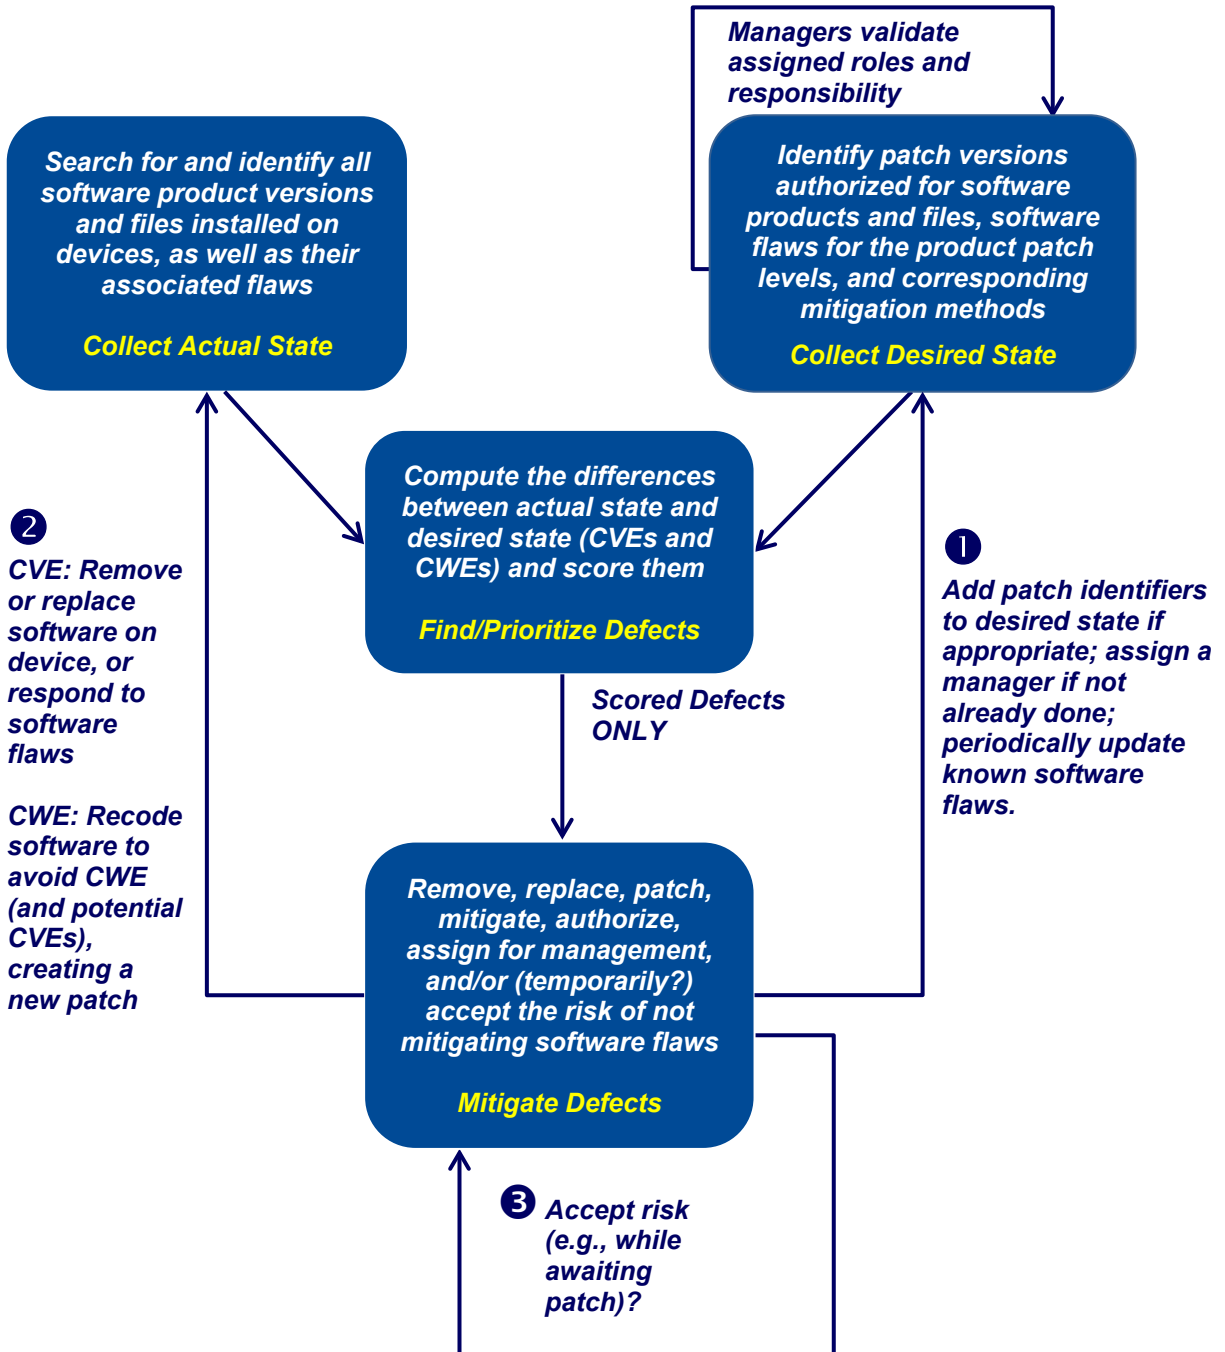 Managers validate
assigned roles and
responsibility
Search for and identify all
software product versions
and files installed on
devices, as well as their
associated flaws
Collect Actual State
Identify patch versions
authorized for software
products and files, software
flaws for the product patch
levels, and corresponding
mitigation methods
Collect Desired State
Compute the differences
between actual state and
desired state (CVEs and
CWEs) and score them
Find/Prioritize Defects
❷
CVE: Remove
or replace
software on
device, or
respond to
software
flaws
CWE: Recode
software to
avoid CWE
(and potential
CVEs),
creating a
new patch
❶
Add patch identifiers
to desired state if
appropriate; assign a
manager if not
already done;
periodically update
known software
flaws.
Scored Defects
ONLY
Remove, replace, patch,
mitigate, authorize,
assign for management,
and/or (temporarily?)
accept the risk of not
mitigating software flaws
Mitigate Defects
❸ Accept risk
(e.g., while
awaiting
patch)?